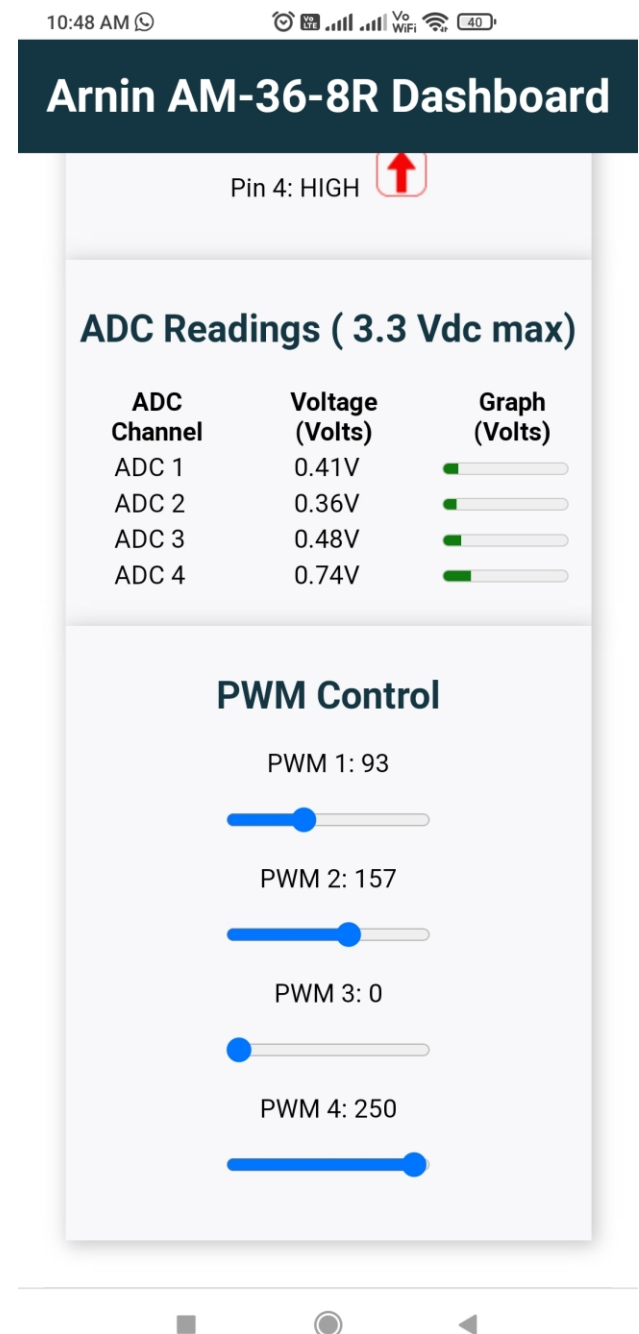 10:48 AM
Vo LTE Vo WiFi 40
Arnin AM-36-8R Dashboard
Pin 4: HIGH
ADC Readings ( 3.3 Vdc max)
ADC Channel Voltage (Volts) Graph (Volts)
ADC 1 0.41V
ADC 2 0.36V
ADC 3 0.48V
ADC 4 0.74V
PWM Control
PWM 1: 93
PWM 2: 157
PWM 3: 0
PWM 4: 250